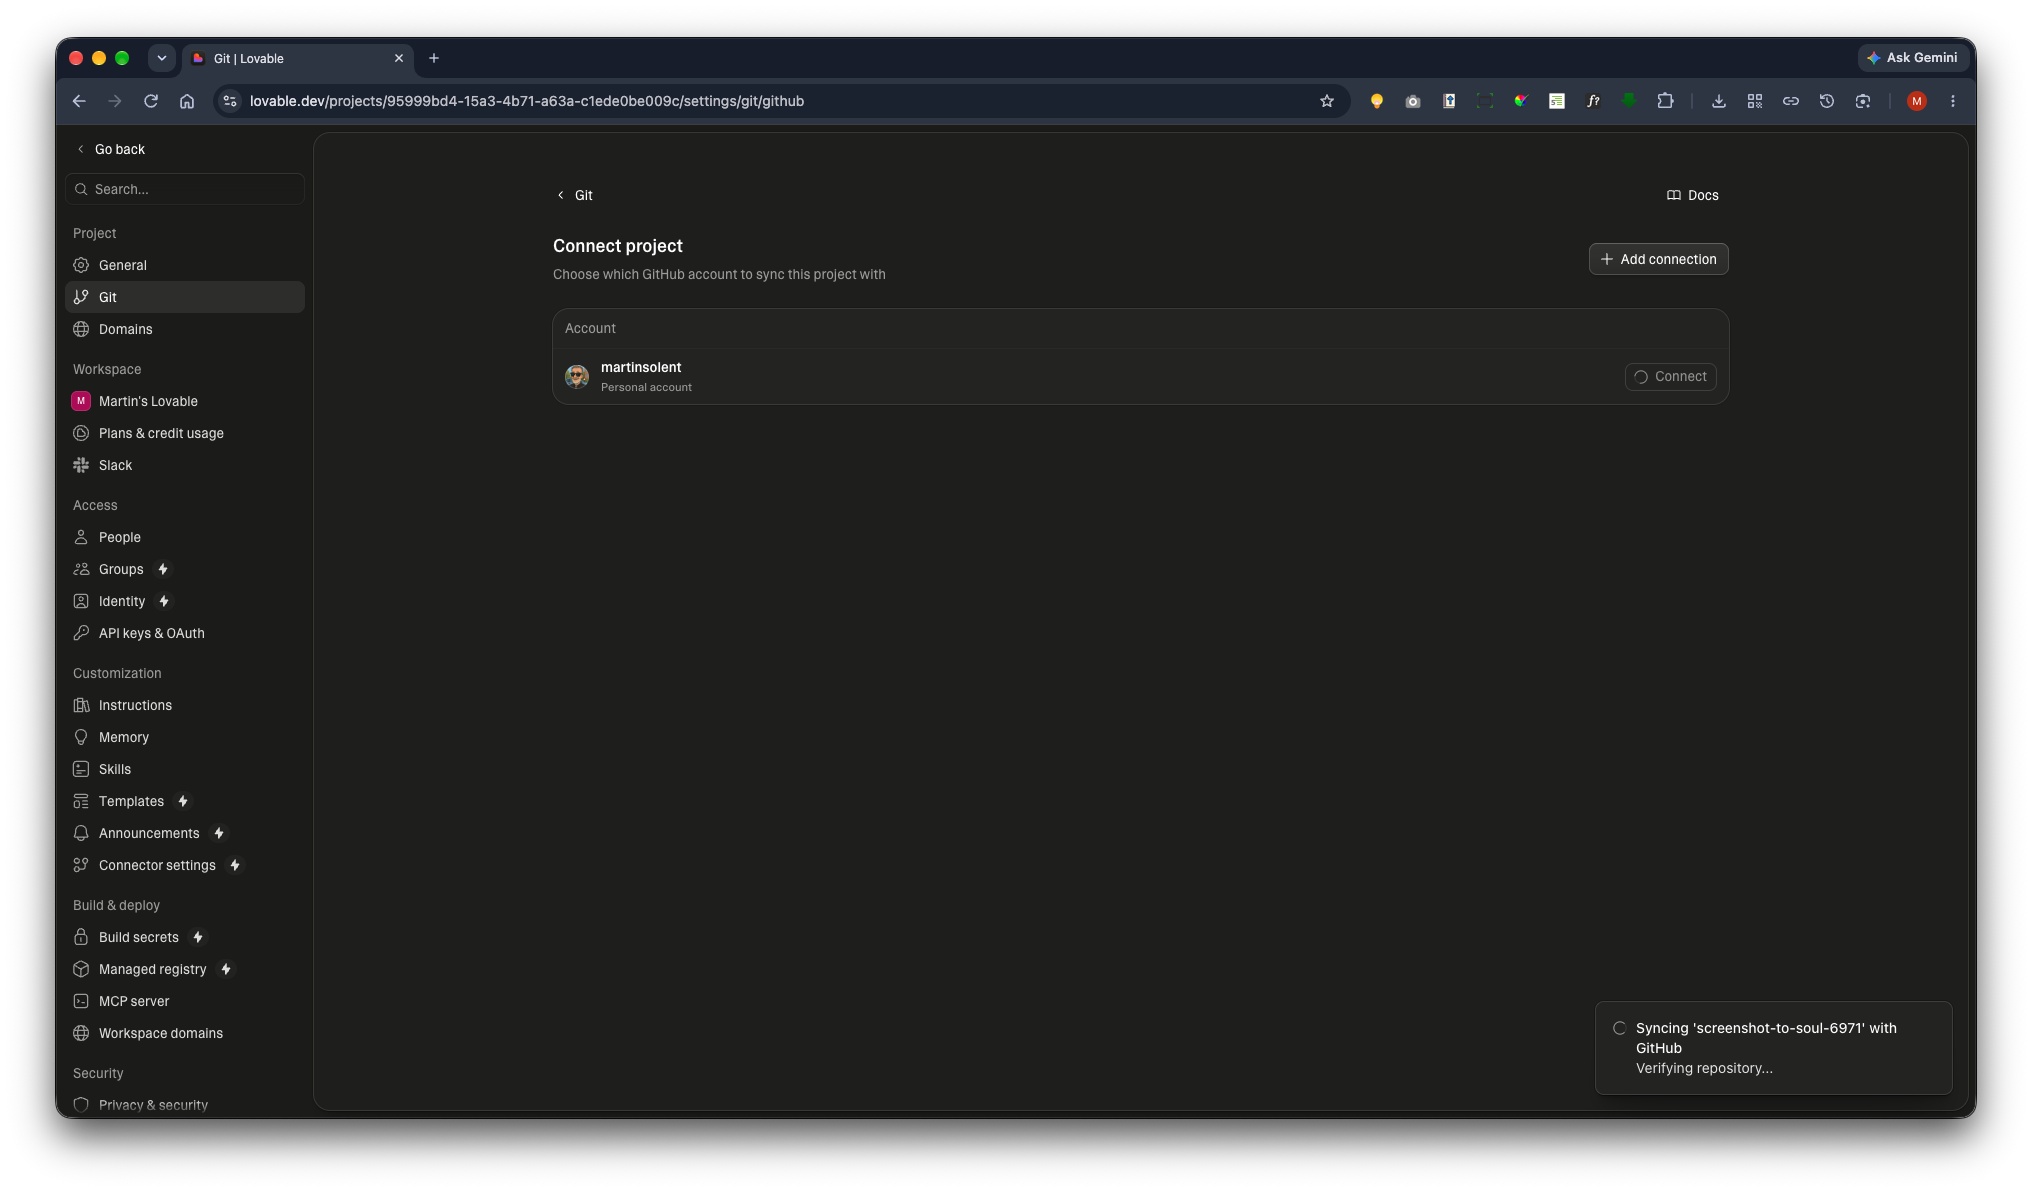 Git | Lovable
Ask Gemini
lovable.dev/projects/95999bd4-15a3-4b71-a63a-c1ede0be009c/settings/git/github
f?
M
Go back
Search...
Project
General
Git
Domains
Workspace
M
Martin's Lovable
Plans & credit usage
Slack
Access
People
Groups
Identity
API keys & OAuth
Customization
Instructions
Memory
Skills
Templates
Announcements
Connector settings
Build & deploy
Build secrets
Managed registry
MCP server
Workspace domains
Security
Privacy & security
Git
Docs
Connect project
Choose which GitHub account to sync this project with
Add connection
Account
martinsolent
Personal account
Connect
Syncing 'screenshot-to-soul-6971' with
GitHub
Verifying repository...